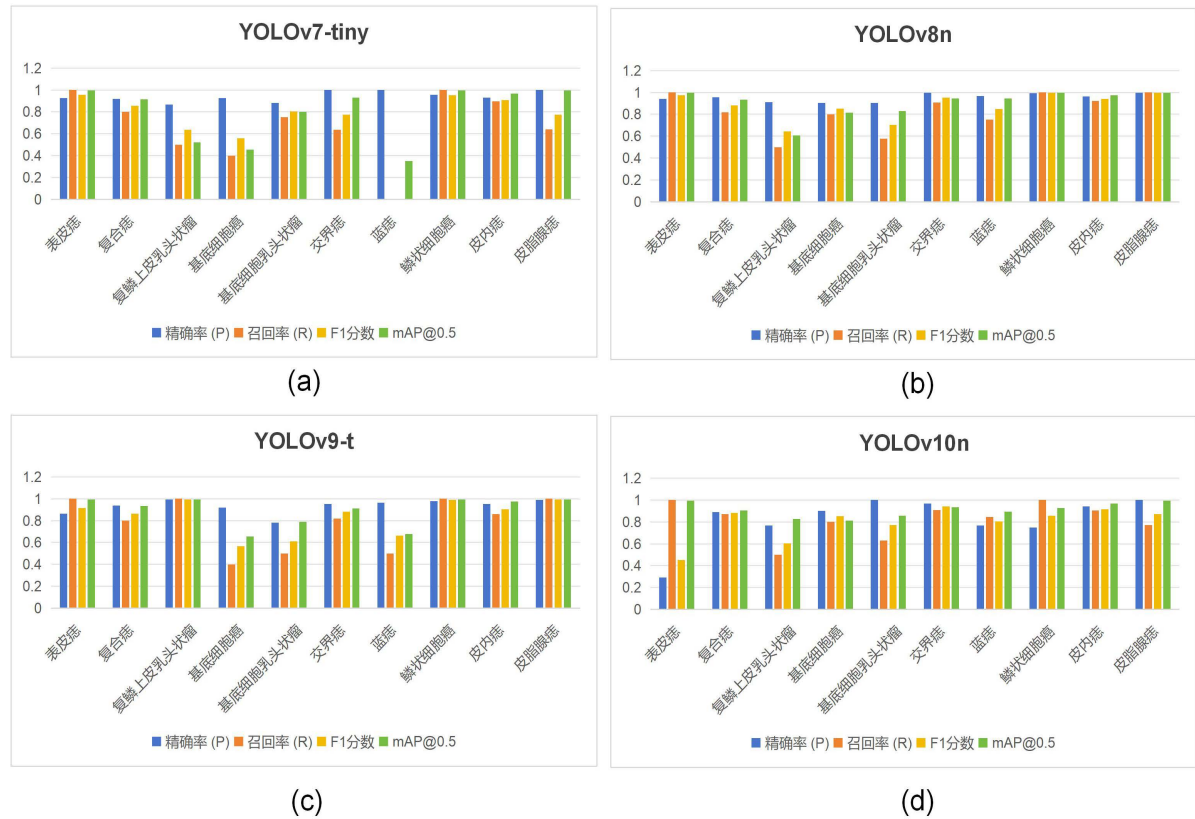 YOLOv7-tiny
1.2
1
0.8
0.6
0.4
0.2
0
表皮痣
复合痣
复鳞上皮乳头状瘤
基底细胞癌
基底细胞乳头状瘤
交界痣
蓝痣
鳞状细胞癌
皮内痣
皮脂腺痣
精确率 (P) 召回率 (R) F1分数 mAP@0.5
(a)
YOLOv8n
1.2
1
0.8
0.6
0.4
0.2
0
表皮痣
复合痣
复鳞上皮乳头状瘤
基底细胞癌
基底细胞乳头状瘤
交界痣
蓝痣
鳞状细胞癌
皮内痣
皮脂腺痣
精确率 (P) 召回率 (R) F1分数 mAP@0.5
(b)
YOLOv9-t
1.2
1
0.8
0.6
0.4
0.2
0
表皮痣
复合痣
复鳞上皮乳头状瘤
基底细胞癌
基底细胞乳头状瘤
交界痣
蓝痣
鳞状细胞癌
皮内痣
皮脂腺痣
精确率 (P) 召回率 (R) F1分数 mAP@0.5
(c)
YOLOv10n
1.2
1
0.8
0.6
0.4
0.2
0
表皮痣
复合痣
复鳞上皮乳头状瘤
基底细胞癌
基底细胞乳头状瘤
交界痣
蓝痣
鳞状细胞癌
皮内痣
皮脂腺痣
精确率 (P) 召回率 (R) F1分数 mAP@0.5
(d)